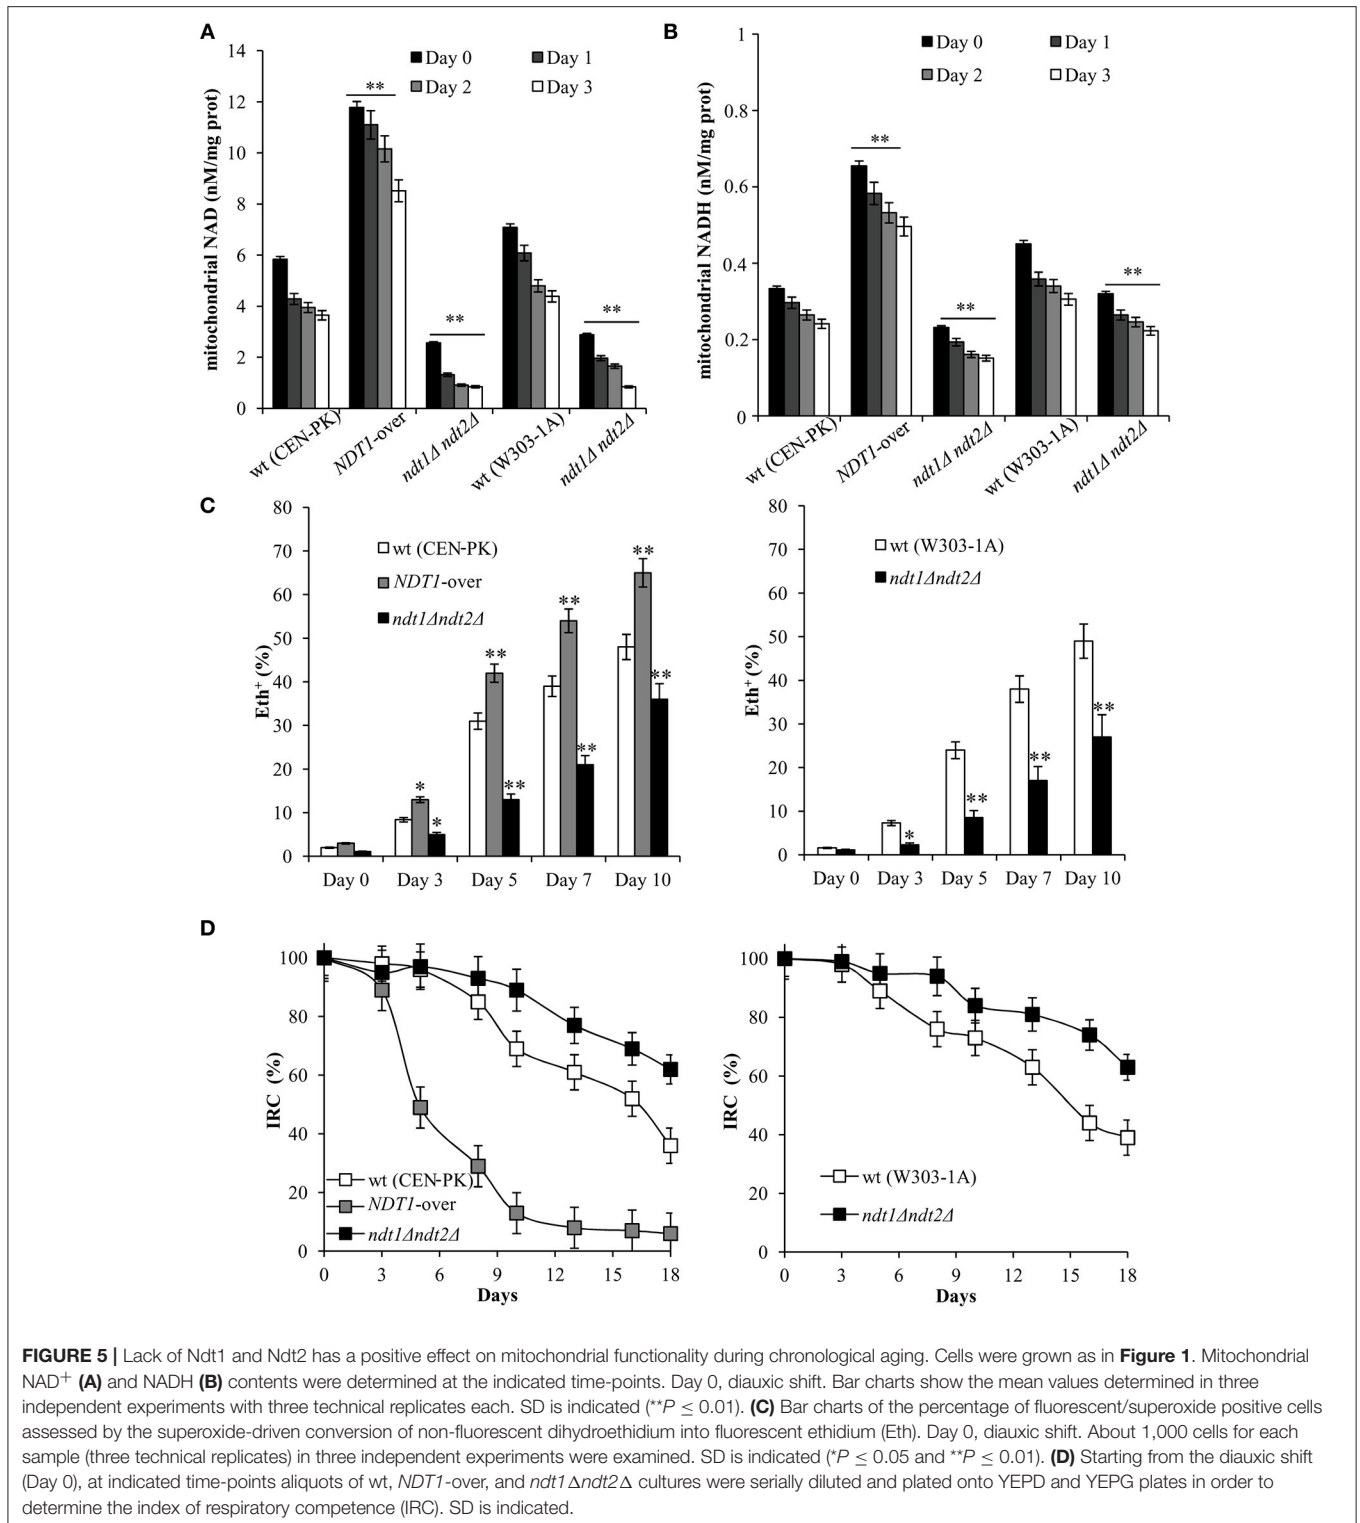 A
14
12
10
8
6
4
2
0
mitochondrial NAD (nM/mg prot)
Day 0
Day 1
Day 2
Day 3
**
**
**
wt (CEN-PK)
NDT1-over
ndt1Δ ndt2Δ
wt (W303-1A)
ndt1Δ ndt2Δ
B
1
0.8
0.6
0.4
0.2
0
mitochondrial NADH (nM/mg prot)
Day 0
Day 1
Day 2
Day 3
**
**
**
wt (CEN-PK)
NDT1-over
ndt1Δ ndt2Δ
wt (W303-1A)
ndt1Δ ndt2Δ
C
80
70
60
50
40
30
20
10
0
Eth+ (%)
wt (CEN-PK)
NDT1-over
ndt1Δndt2Δ
*
*
**
**
**
**
**
**
Day 0
Day 3
Day 5
Day 7
Day 10
80
70
60
50
40
30
20
10
0
Eth+ (%)
wt (W303-1A)
ndt1Δndt2Δ
*
**
**
**
Day 0
Day 3
Day 5
Day 7
Day 10
D
100
80
60
40
20
0
IRC (%)
wt (CEN-PK)
NDT1-over
ndt1Δndt2Δ
0
3
6
9
12
15
18
Days
100
80
60
40
20
0
IRC (%)
wt (W303-1A)
ndt1Δndt2Δ
0
3
6
9
12
15
18
Days
FIGURE 5 | Lack of Ndt1 and Ndt2 has a positive effect on mitochondrial functionality during chronological aging. Cells were grown as in Figure 1. Mitochondrial
NAD+ (A) and NADH (B) contents were determined at the indicated time-points. Day 0, diauxic shift. Bar charts show the mean values determined in three
independent experiments with three technical replicates each. SD is indicated (**P ≤ 0.01). (C) Bar charts of the percentage of fluorescent/superoxide positive cells
assessed by the superoxide-driven conversion of non-fluorescent dihydroethidium into fluorescent ethidium (Eth). Day 0, diauxic shift. About 1,000 cells for each
sample (three technical replicates) in three independent experiments were examined. SD is indicated (*P ≤ 0.05 and **P ≤ 0.01). (D) Starting from the diauxic shift
(Day 0), at indicated time-points aliquots of wt, NDT1-over, and ndt1Δndt2Δ cultures were serially diluted and plated onto YEPD and YEPG plates in order to
determine the index of respiratory competence (IRC). SD is indicated.